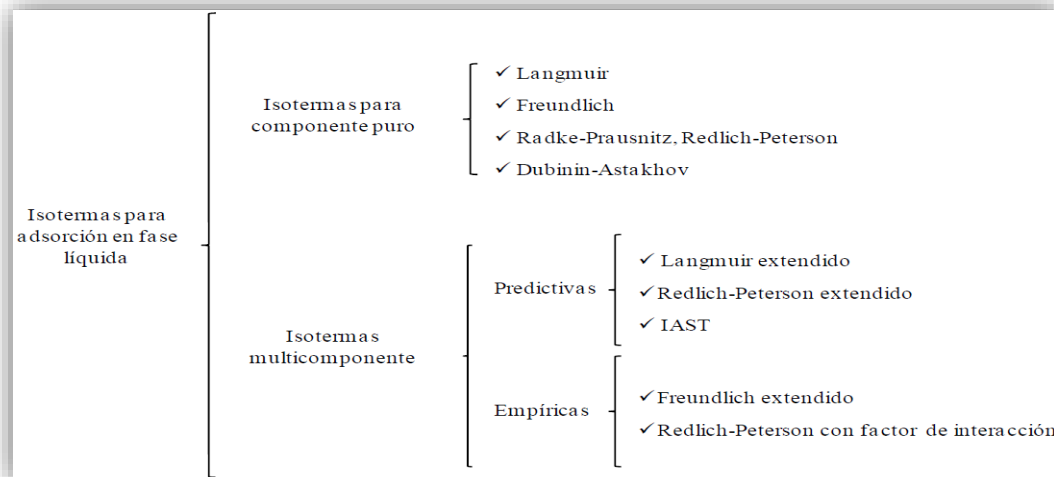 Isotermas para
adsorción en fase
líquida
Isotermas para
componente puro
✓ Langmuir
✓ Freundlich
✓ Radke-Prausnitz, Redlich-Peterson
✓ Dubinin-Astakhov
Isotermas
multicomponente
Predictivas
✓ Langmuir extendido
✓ Redlich-Peterson extendido
✓ IAST
Empíricas
✓ Freundlich extendido
✓ Redlich-Peterson con factor de interacción